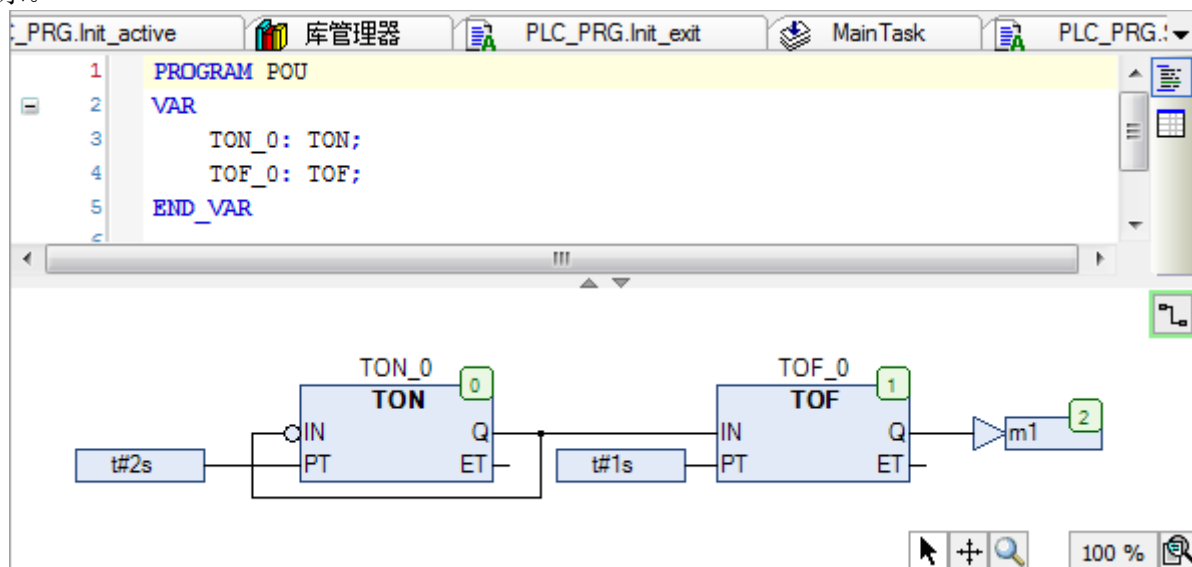 _PRG.Init_active 库管理器 PLC_PRG.Init_exit MainTask PLC_PRG.
1 PROGRAM POU
2 VAR
3 TON_0: TON;
4 TOF_0: TOF;
5 END_VAR
6
TON_0 TOF_0
0 1
TON TOF
2
IN Q IN Q m1
t#2s PT ET t#1s PT ET
100 %